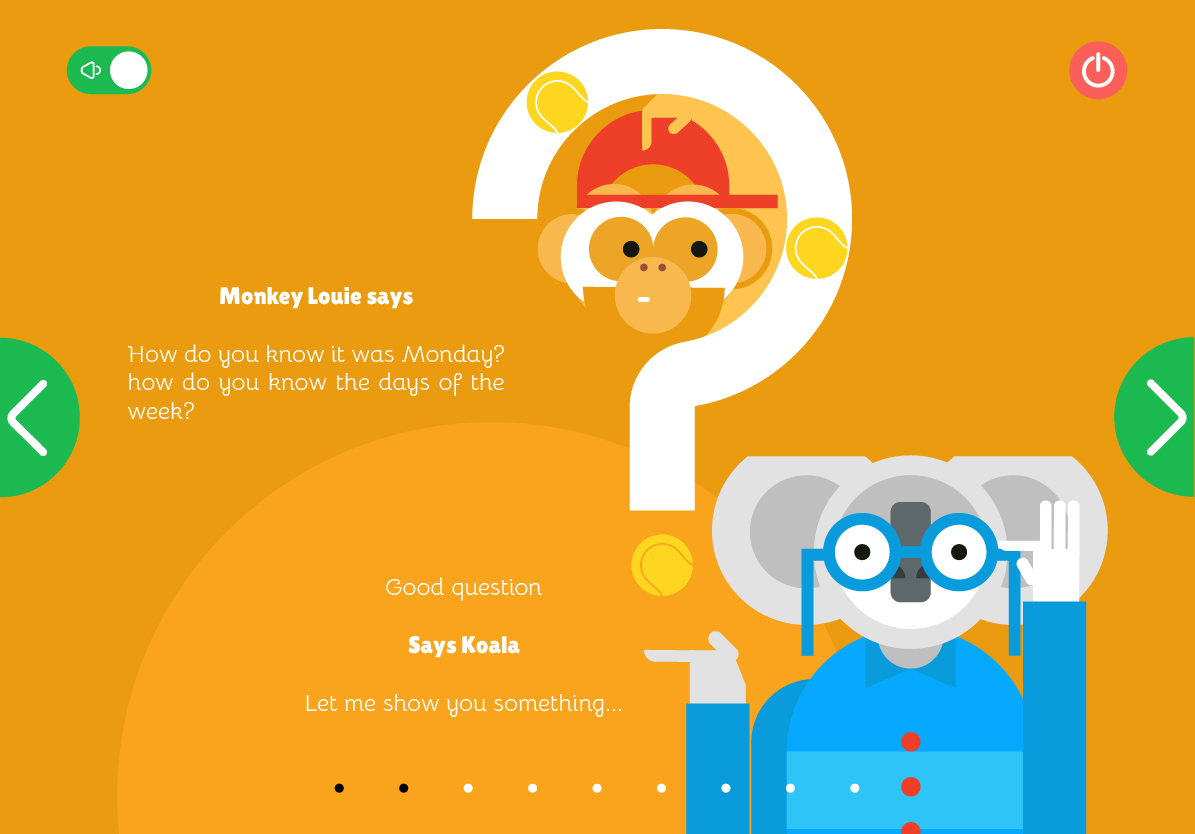 Monkey Louie says
How do you know it was Monday?
how do you know the days of the
week?
Good question
Says Koala
Let me show you something...